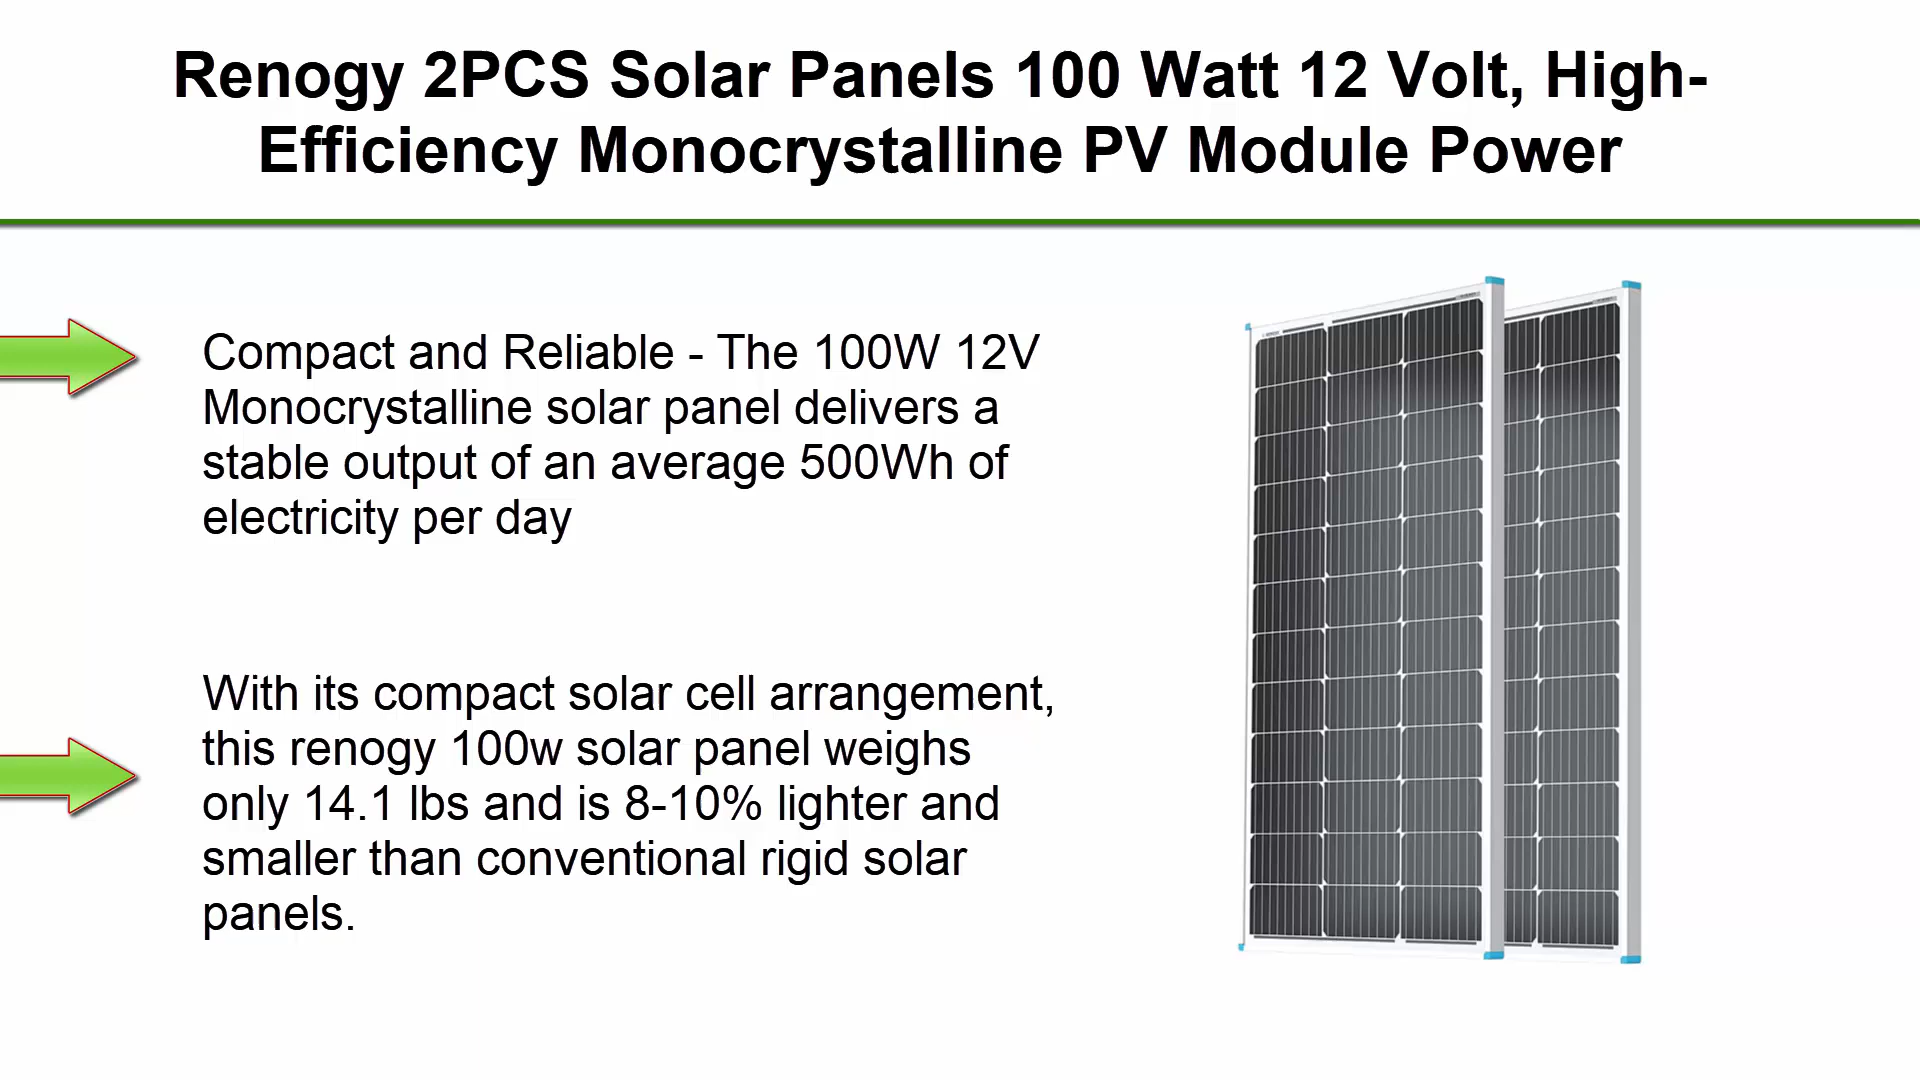 Renogy 2PCS Solar Panels 100 Watt 12 Volt, High-
Efficiency Monocrystalline PV Module Power
Compact and Reliable - The 100W 12V
Monocrystalline solar panel delivers a
stable output of an average 500Wh of
electricity per day
With its compact solar cell arrangement,
this renogy 100w solar panel weighs
only 14.1 lbs and is 8-10% lighter and
smaller than conventional rigid solar
panels.